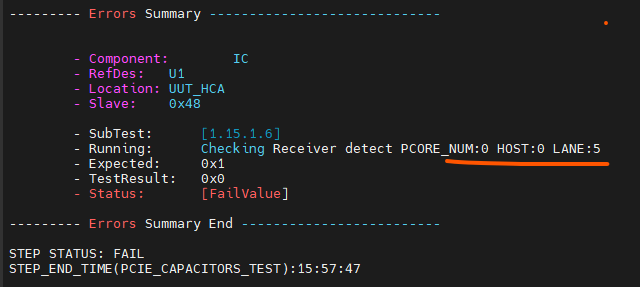 --------- Errors Summary --------------------------
- Component: IC
- RefDes: U1
- Location: UUT_HCA
- Slave: 0x48
- SubTest: [1.15.1.6]
- Running: Checking Receiver detect PCORE_NUM:0 HOST:0 LANE:5
- Expected: 0x1
- TestResult: 0x0
- Status: [FailValue]
--------- Errors Summary End ----------------------
STEP STATUS: FAIL
STEP_END_TIME(PCIE_CAPACITORS_TEST):15:57:47